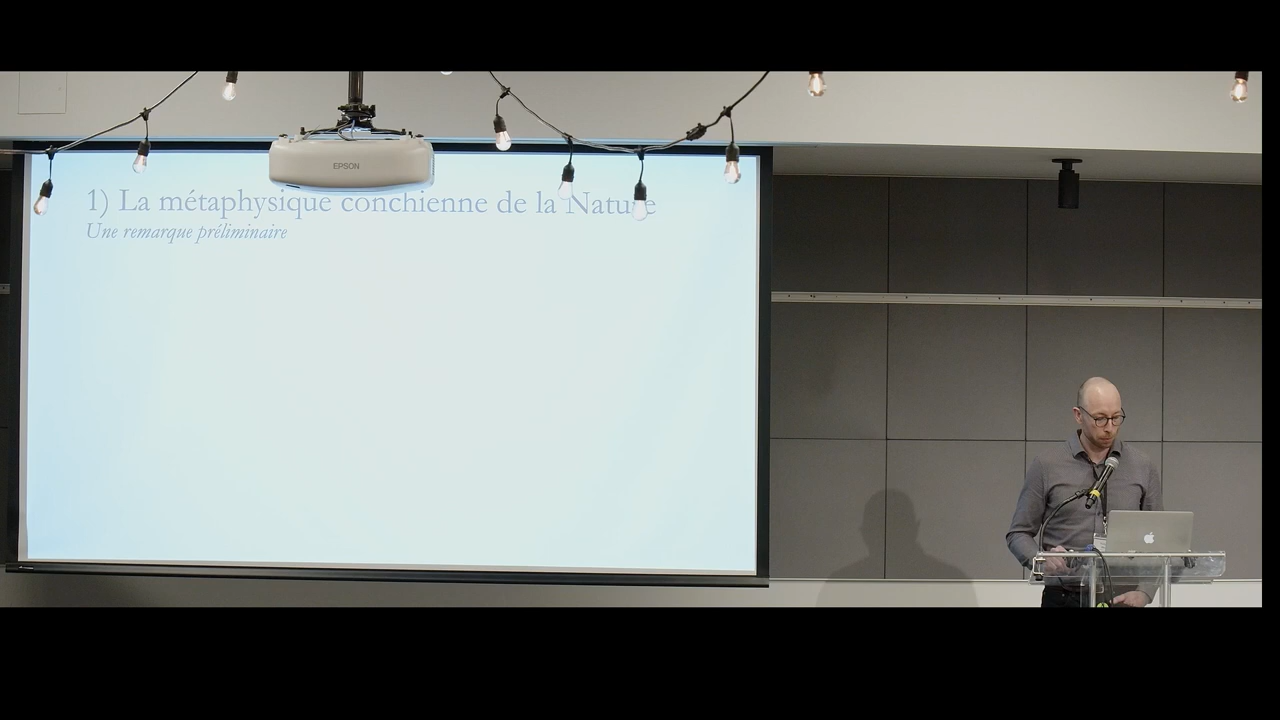 EPSON
1) La métaphysique conchienne de la Nature
Une remarque préliminaire